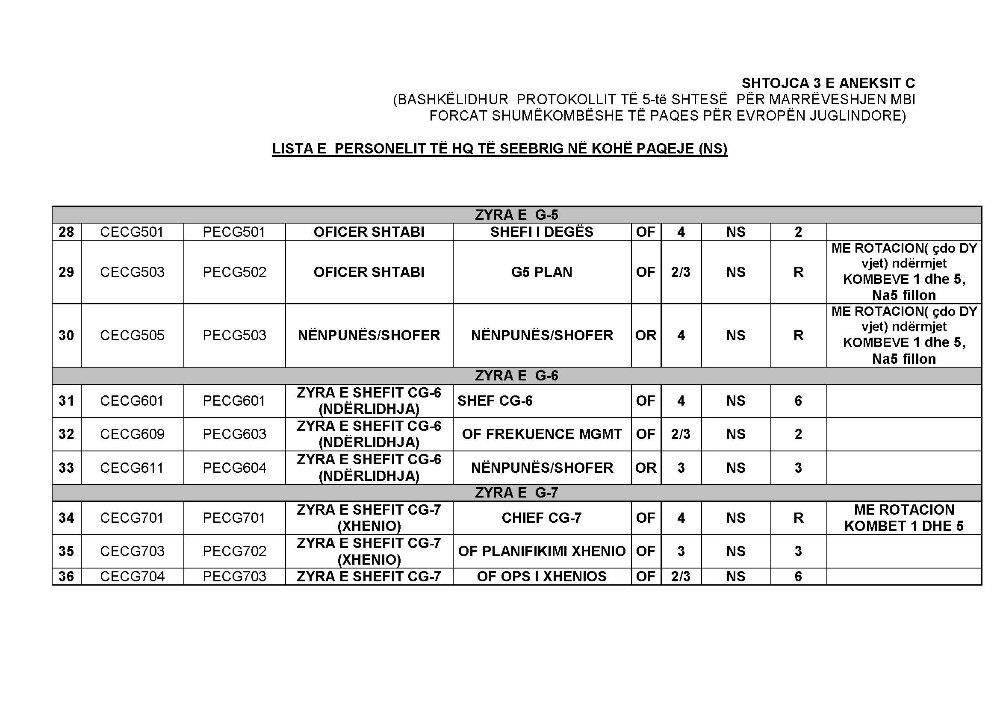 SHTOJCA 3 E ANEKSIT C
(BASHKËLIDHUR PROTOKOLLIT TË 5-të SHTESË PËR MARRËVESHJEN MBI
FORCAT SHUMËKOMBËSHE TË PAQES PËR EVROPËN JUGLINDORE)
LISTA E PERSONELIT TË HQ TË SEEBRIG NË KOHË PAQEJE (NS)
ZYRA E G-5
28 CECG501 PECG501 OFICER SHTABI SHEFI I DEGËS OF 4 NS 2
29 CECG503 PECG502 OFICER SHTABI G5 PLAN OF 2/3 NS R ME ROTACION( çdo DY
vjet) ndërmjet
KOMBEVE 1 dhe 5,
Na5 fillon
30 CECG505 PECG503 NËNPUNËS/SHOFER NËNPUNËS/SHOFER OR 4 NS R ME ROTACION( çdo DY
vjet) ndërmjet
KOMBEVE 1 dhe 5,
Na5 fillon
ZYRA E G-6
31 CECG601 PECG601 ZYRA E SHEFIT CG-6
(NDËRLIDHJA) SHEF CG-6 OF 4 NS 6
32 CECG609 PECG603 ZYRA E SHEFIT CG-6
(NDËRLIDHJA) OF FREKUENCE MGMT OF 2/3 NS 2
33 CECG611 PECG604 ZYRA E SHEFIT CG-6
(NDËRLIDHJA) NËNPUNËS/SHOFER OR 3 NS 3
ZYRA E G-7
34 CECG701 PECG701 ZYRA E SHEFIT CG-7
(XHENIO) CHIEF CG-7 OF 4 NS R ME ROTACION
KOMBET 1 DHE 5
35 CECG703 PECG702 ZYRA E SHEFIT CG-7
(XHENIO) OF PLANIFIKIMI XHENIO OF 3 NS 3
36 CECG704 PECG703 ZYRA E SHEFIT CG-7 OF OPS I XHENIOS OF 2/3 NS 6